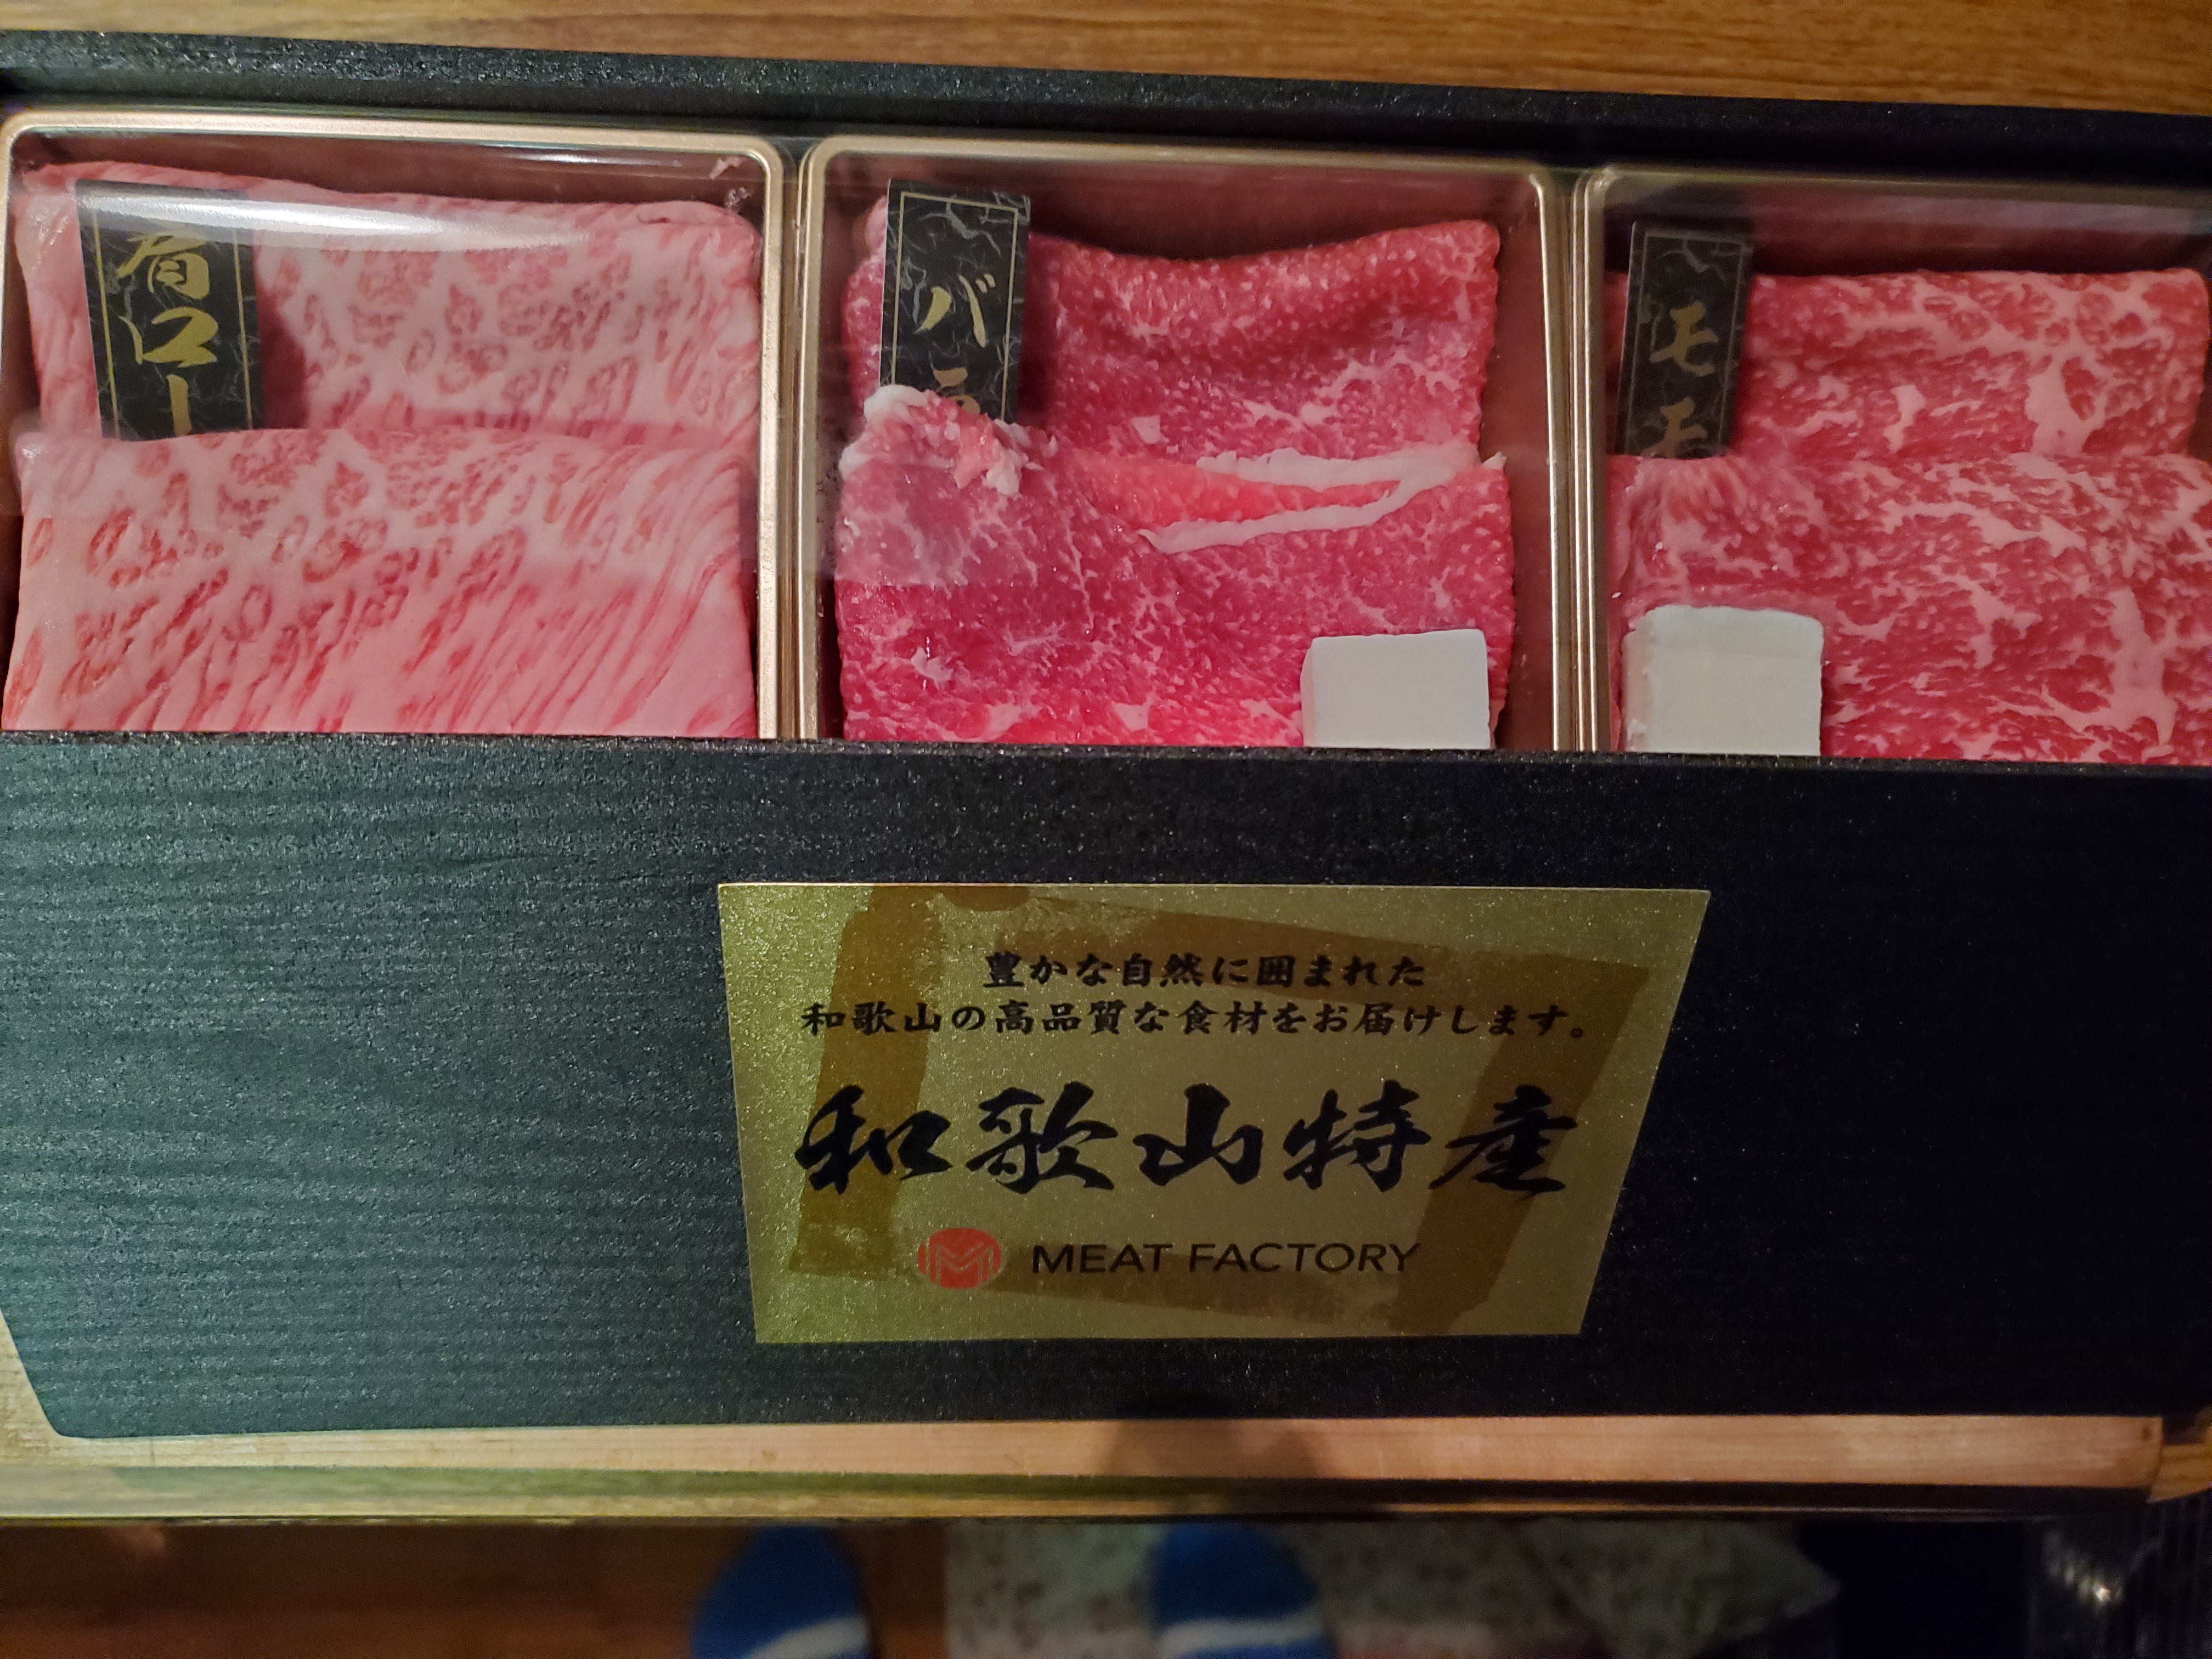 肩ロー
バラ
モモ
豊かな自然に囲まれた
和歌山の高品質な食材をお届けします。
和歌山特産
MEAT FACTORY